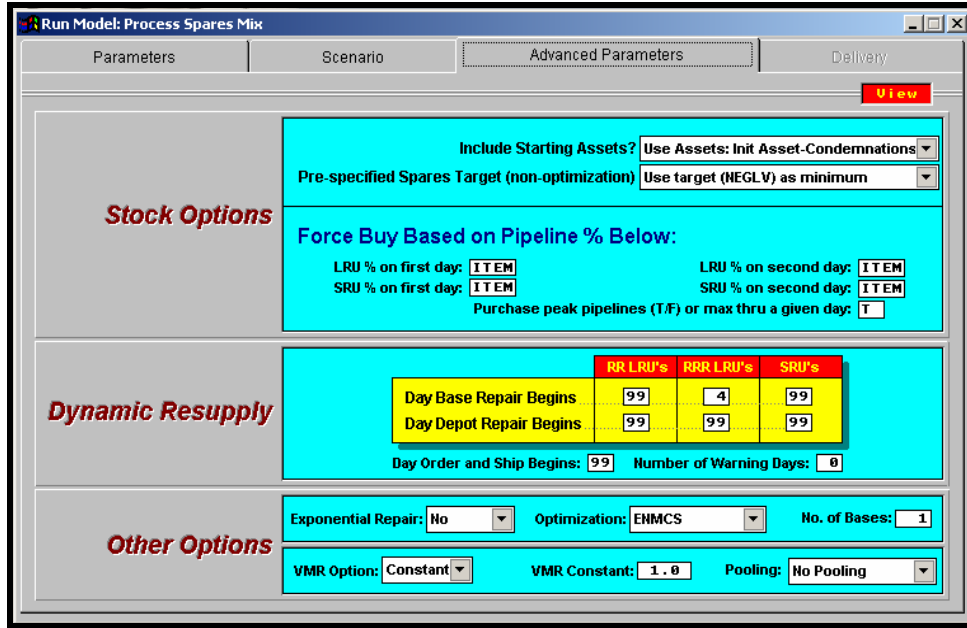 Run Model: Process Spares Mix
Parameters Scenario Advanced Parameters Delivery
View
Stock Options
Include Starting Assets? Use Assets: Init Asset-Condemnations
Pre-specified Spares Target (non-optimization) Use target (NEGLV) as minimum
Force Buy Based on Pipeline % Below:
LRU % on first day: ITEM LRU % on second day: ITEM
SRU % on first day: ITEM SRU % on second day: ITEM
Purchase peak pipelines (T/F) or max thru a given day: T
Dynamic Resupply
RR LRU's RRR LRU's SRU's
Day Base Repair Begins 99 4 99
Day Depot Repair Begins 99 99 99
Day Order and Ship Begins: 99 Number of Warning Days: 0
Other Options
Exponential Repair: No Optimization: ENMCS No. of Bases: 1
VMR Option: Constant VMR Constant: 1.0 Pooling: No Pooling